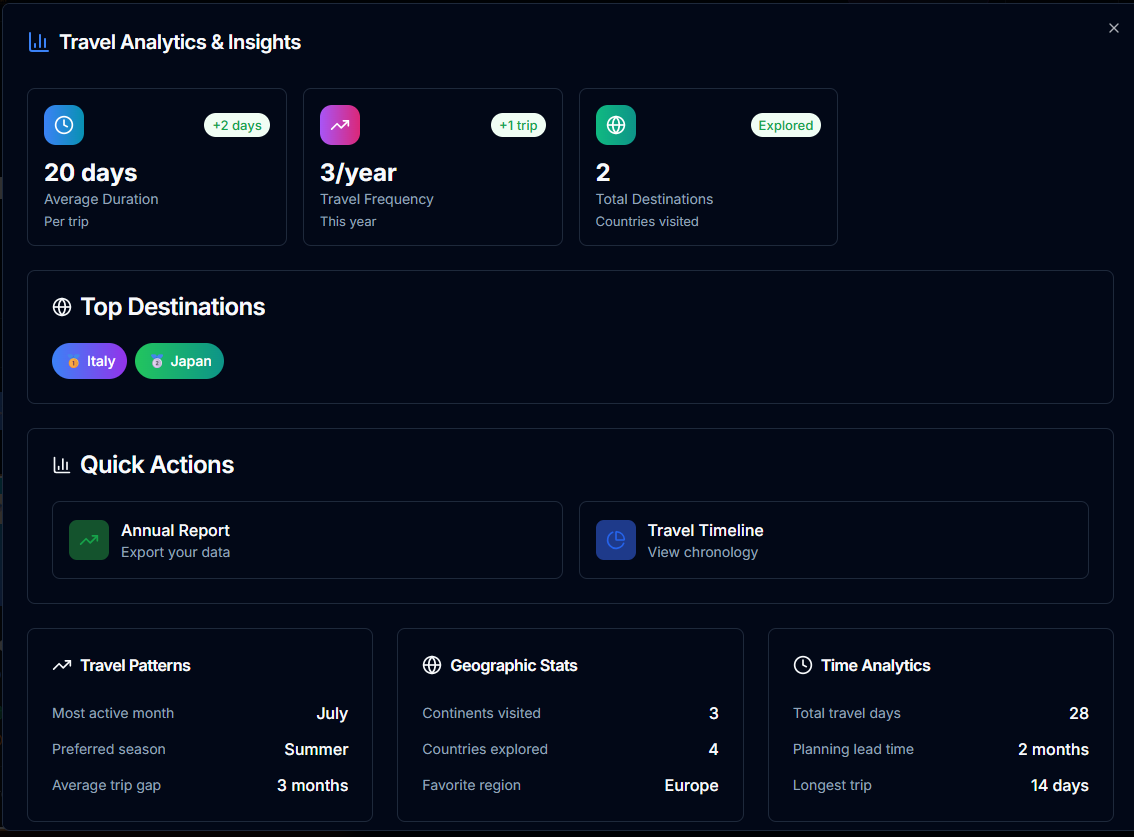 Travel Analytics & Insights
+2 days
20 days
Average Duration
Per trip
+1 trip
3/year
Travel Frequency
This year
Explored
2
Total Destinations
Countries visited
Top Destinations
1 Italy
2 Japan
Quick Actions
Annual Report
Export your data
Travel Timeline
View chronology
Travel Patterns
Most active month July
Preferred season Summer
Average trip gap 3 months
Geographic Stats
Continents visited 3
Countries explored 4
Favorite region Europe
Time Analytics
Total travel days 28
Planning lead time 2 months
Longest trip 14 days